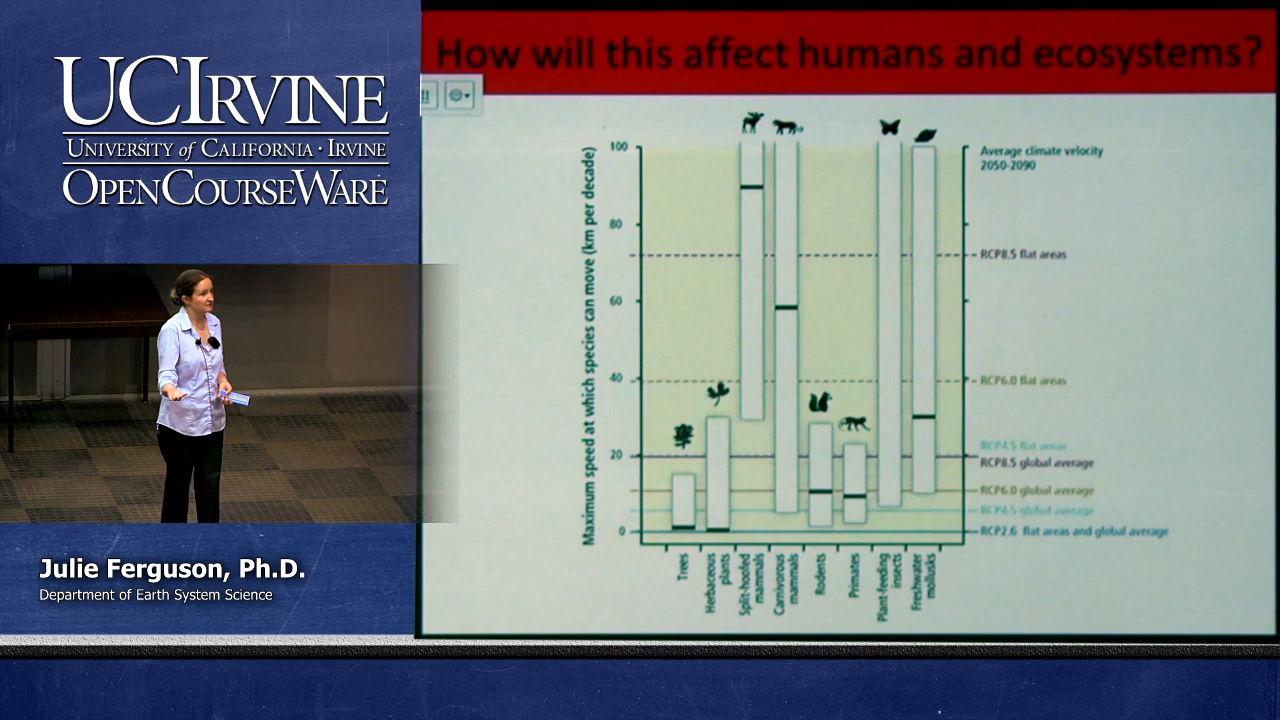 UCIRVINE
UNIVERSITY of CALIFORNIA · IRVINE
OPENCOURSEWARE
Julie Ferguson, Ph.D.
Department of Earth System Science
How will this affect humans and ecosystems?
Maximum speed at which species can move (km per decade)
100
80
60
40
20
0
Average climate velocity
2050-2090
RCP8.5 flat areas
RCP6.0 flat areas
RCP4.5 flat areas
RCP8.5 global average
RCP6.0 global average
RCP4.5 global average
RCP2.6 flat areas and global average
Trees
Herbaceous
plants
Split-hoofed
mammals
Carnivorous
mammals
Rodents
Primates
Plant-feeding
insects
Freshwater
mollusks